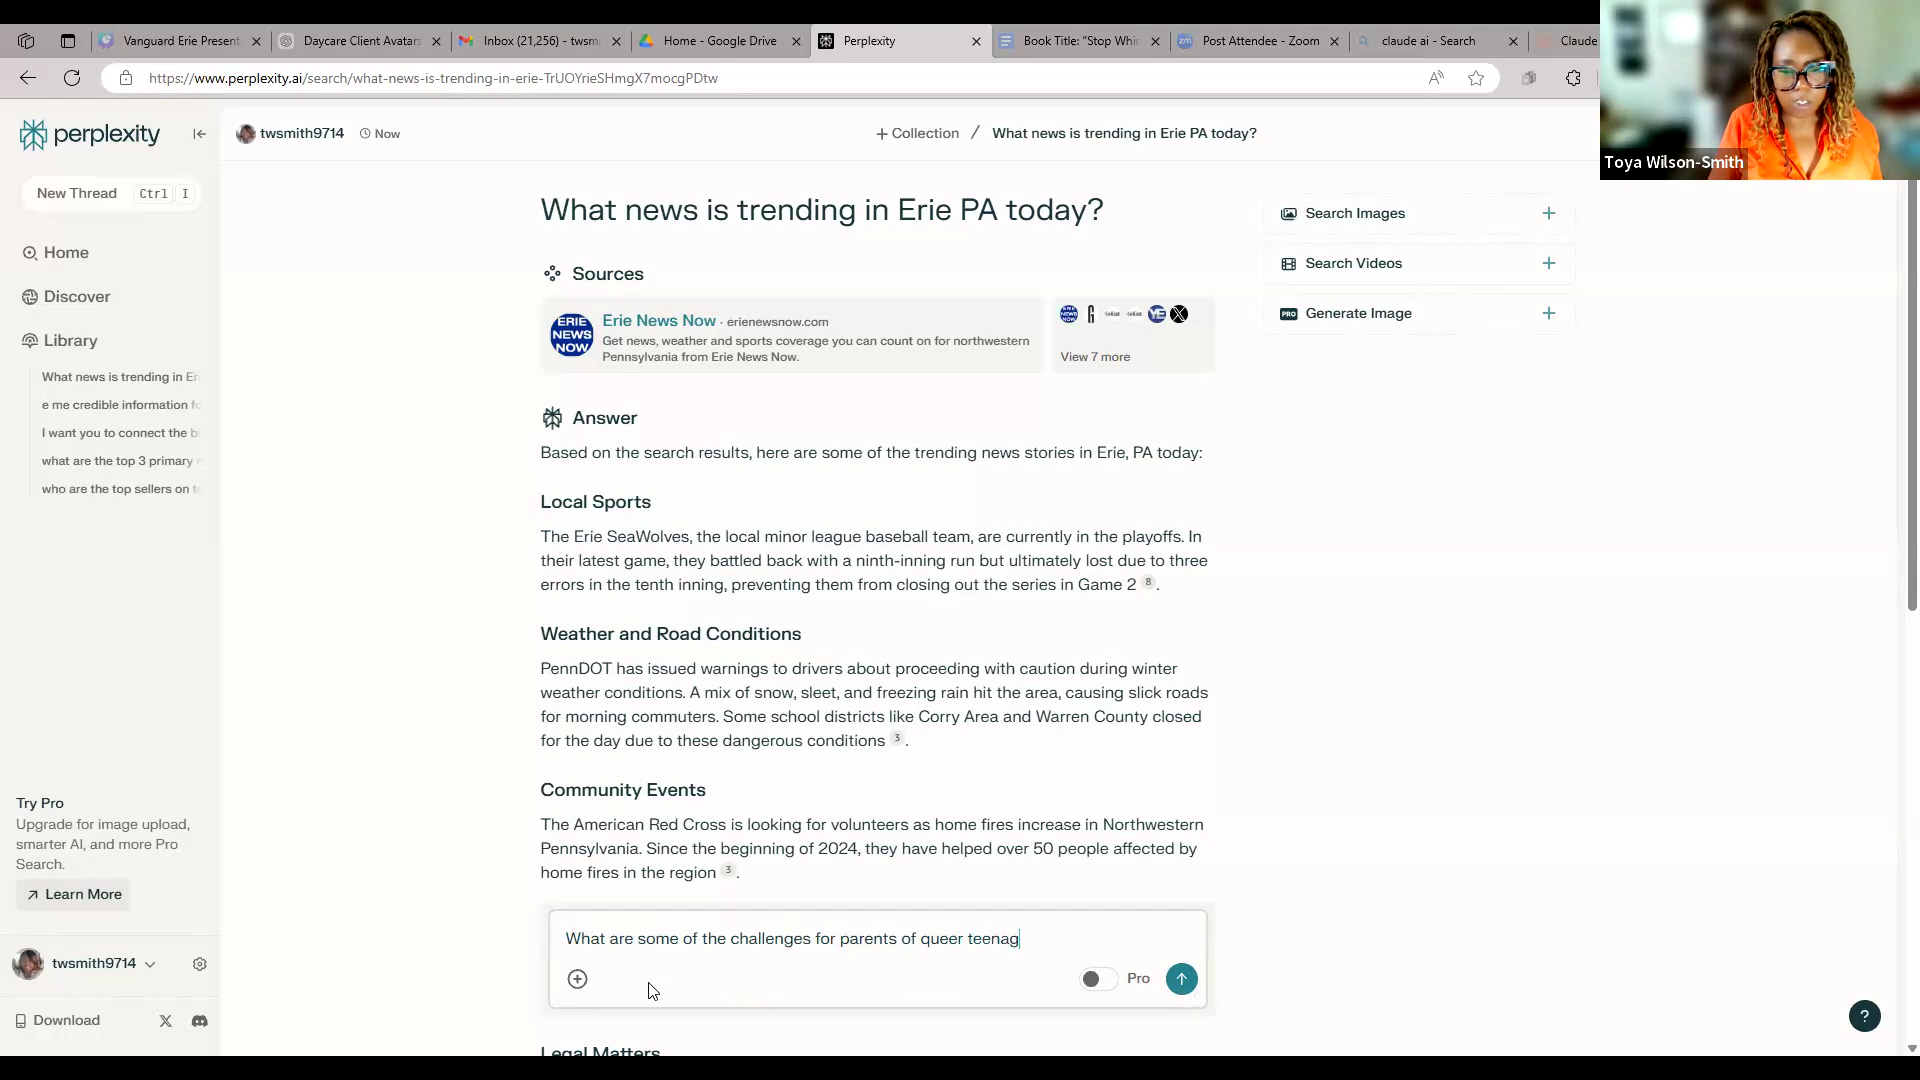 Vanguard Erie Present
Daycare Client Avatars
Inbox (21,256) - twsm
Home - Google Drive
Perplexity
Book Title: "Stop Whi
Post Attendee - Zoom
claude ai - Search
Claude
https://www.perplexity.ai/search/what-news-is-trending-in-erie-TrUOYrieSHmgX7mocgPDtw
Toya Wilson-Smith
perplexity
New Thread Ctrl I
Home
Discover
Library
What news is trending in Er
e me credible information fo
I want you to connect the b
what are the top 3 primary
who are the top sellers on t
Try Pro
Upgrade for image upload,
smarter AI, and more Pro
Search.
Learn More
twsmith9714
Download
twsmith9714 Now
+ Collection / What news is trending in Erie PA today?
What news is trending in Erie PA today?
Sources
ERIE NEWS NOW
Erie News Now · erienewsnow.com
Get news, weather and sports coverage you can count on for northwestern
Pennsylvania from Erie News Now.
View 7 more
Answer
Based on the search results, here are some of the trending news stories in Erie, PA today:
Local Sports
The Erie SeaWolves, the local minor league baseball team, are currently in the playoffs. In
their latest game, they battled back with a ninth-inning run but ultimately lost due to three
errors in the tenth inning, preventing them from closing out the series in Game 2 8 .
Weather and Road Conditions
PennDOT has issued warnings to drivers about proceeding with caution during winter
weather conditions. A mix of snow, sleet, and freezing rain hit the area, causing slick roads
for morning commuters. Some school districts like Corry Area and Warren County closed
for the day due to these dangerous conditions 3 .
Community Events
The American Red Cross is looking for volunteers as home fires increase in Northwestern
Pennsylvania. Since the beginning of 2024, they have helped over 50 people affected by
home fires in the region 3 .
What are some of the challenges for parents of queer teenag
Pro
Legal Matters
Search Images +
Search Videos +
PRO Generate Image +
?